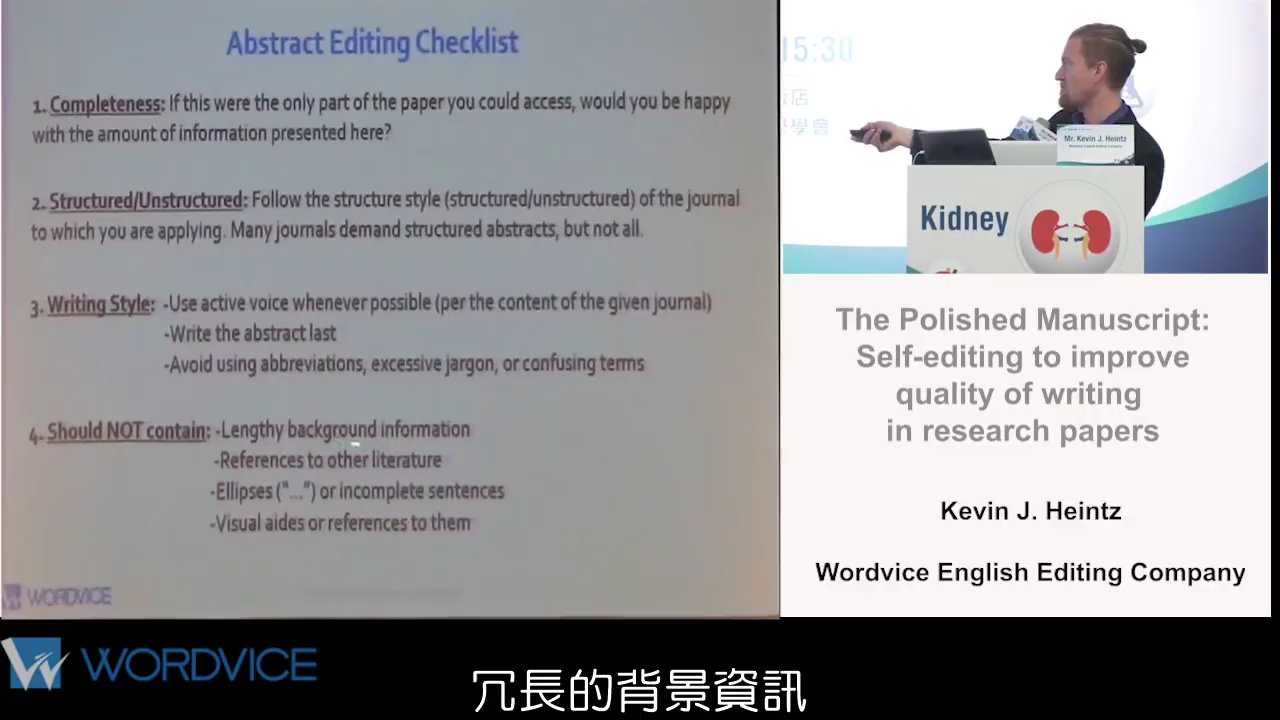 Abstract Editing Checklist
1. Completeness: If this were the only part of the paper you could access, would you be happy
with the amount of information presented here?
2. Structured/Unstructured: Follow the structure style (structured/unstructured) of the journal
to which you are applying. Many journals demand structured abstracts, but not all.
3. Writing Style: -Use active voice whenever possible (per the content of the given journal)
-Write the abstract last
-Avoid using abbreviations, excessive jargon, or confusing terms
4. Should NOT contain: -Lengthy background information
-References to other literature
-Ellipses ("...") or incomplete sentences
-Visual aides or references to them
WORDVICE
15:30
學會
Mr. Kevin J. Heintz
Kidney
The Polished Manuscript:
Self-editing to improve
quality of writing
in research papers
Kevin J. Heintz
Wordvice English Editing Company
WORDVICE
冗長的背景資訊